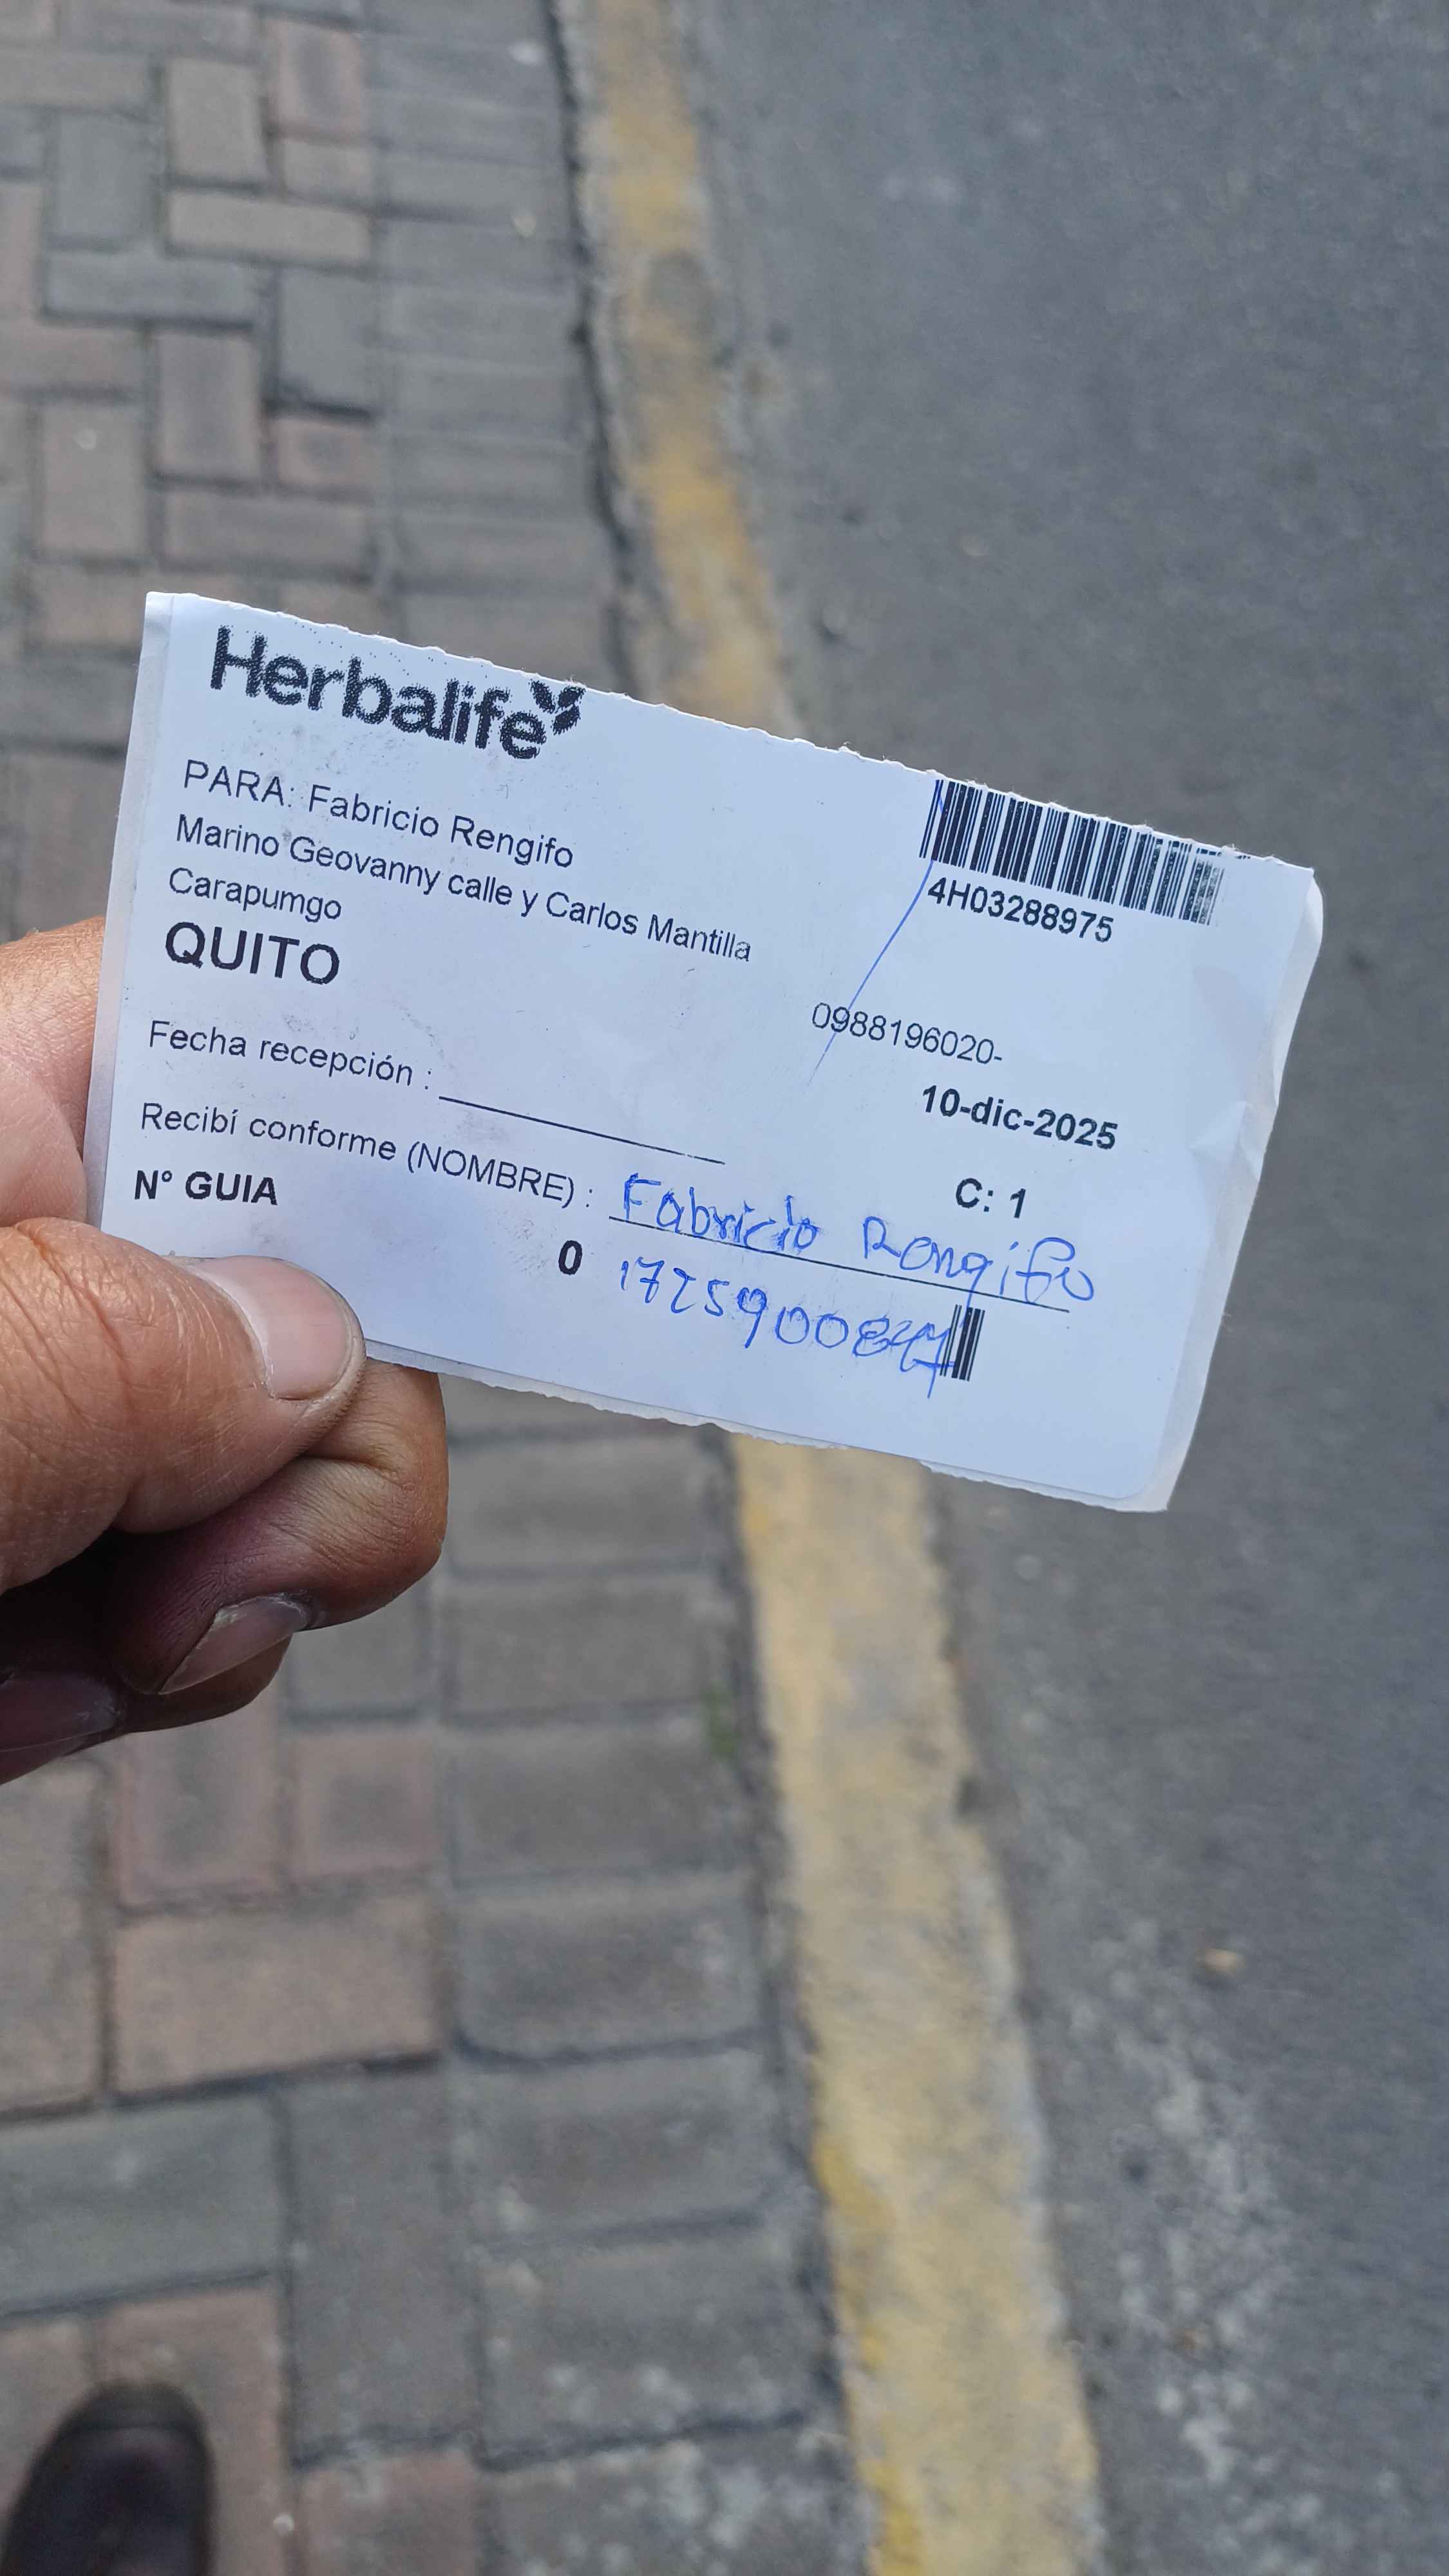 Herbalife
PARA: Fabricio Rengifo
Marino Geovanny calle y Carlos Mantilla
Carapumgo
QUITO
4H03288975
0988196020-
10-dic-2025
C: 1
Fecha recepción :
Recibí conforme (NOMBRE) : Fabricio Rengifo
N° GUIA
0